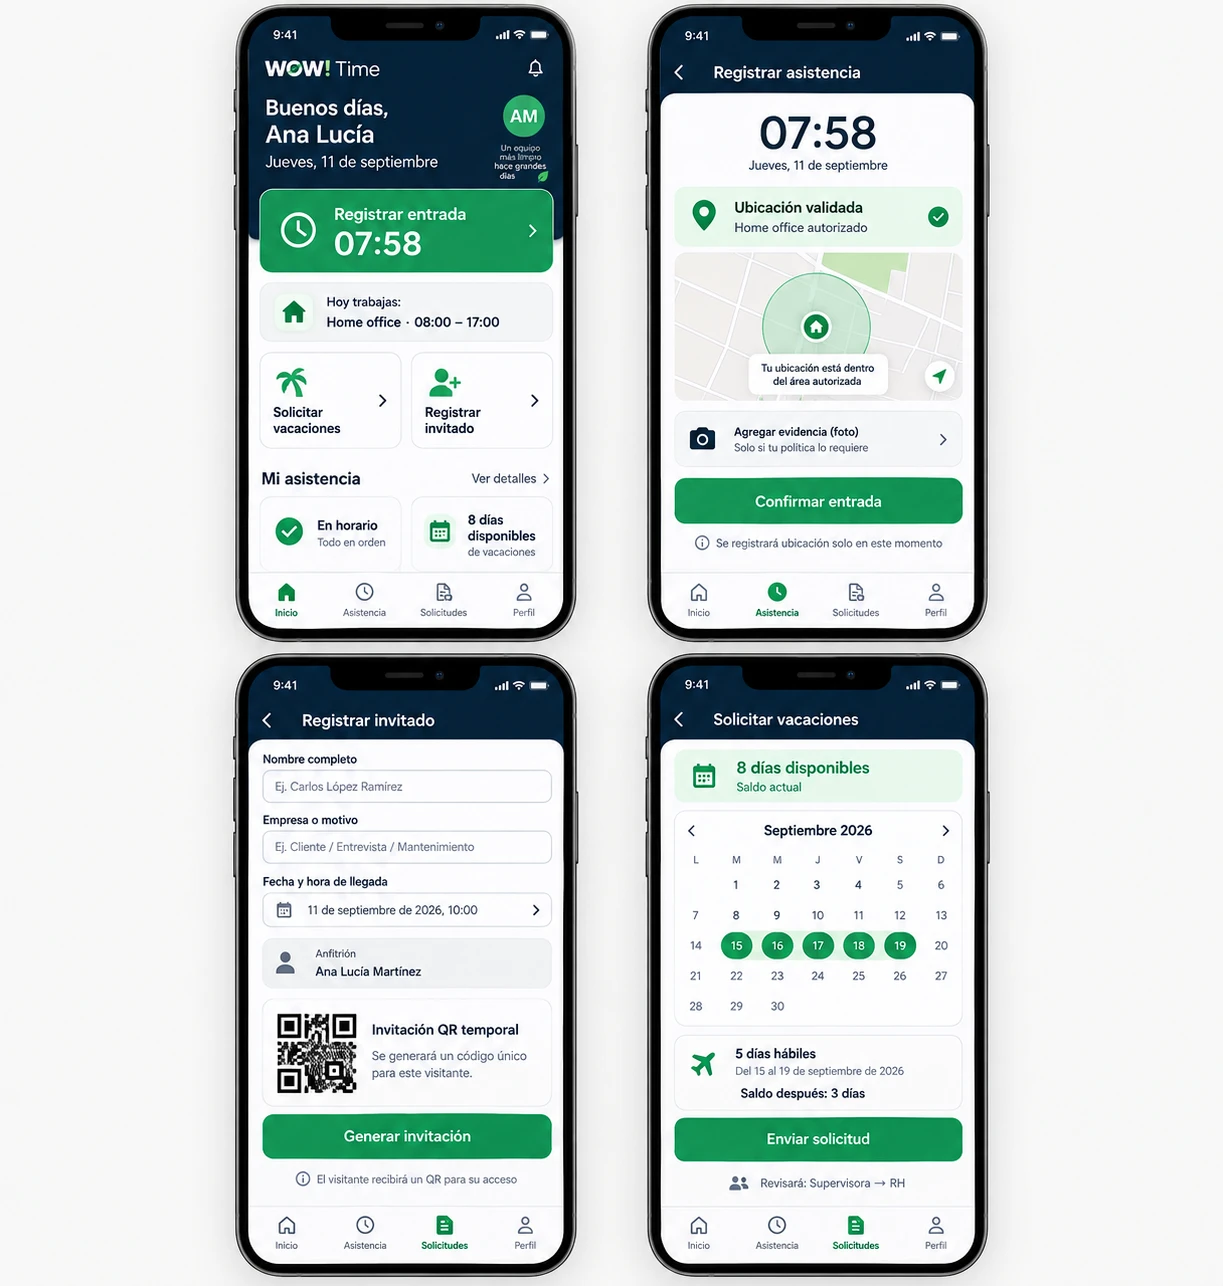 9:41
WOW! Time
Buenos días,
Ana Lucía
Jueves, 11 de septiembre
AM
Un equipo
más limpio
hace grandes
días
Registrar entrada
07:58
Hoy trabajas:
Home office · 08:00 – 17:00
Solicitar
vacaciones
Registrar
invitado
Mi asistencia
Ver detalles
En horario
Todo en orden
8 días
disponibles
de vacaciones
Inicio
Asistencia
Solicitudes
Perfil
9:41
Registrar asistencia
07:58
Jueves, 11 de septiembre
Ubicación validada
Home office autorizado
Tu ubicación está dentro
del área autorizada
Agregar evidencia (foto)
Solo si tu política lo requiere
Confirmar entrada
Se registrará ubicación solo en este momento
Inicio
Asistencia
Solicitudes
Perfil
9:41
Registrar invitado
Nombre completo
Ej. Carlos López Ramírez
Empresa o motivo
Ej. Cliente / Entrevista / Mantenimiento
Fecha y hora de llegada
11 de septiembre de 2026, 10:00
Anfitrión
Ana Lucía Martínez
Invitación QR temporal
Se generará un código único
para este visitante.
Generar invitación
El visitante recibirá un QR para su acceso
Inicio
Asistencia
Solicitudes
Perfil
9:41
Solicitar vacaciones
8 días disponibles
Saldo actual
Septiembre 2026
L M M J V S D
1 2 3 4 5 6
7 8 9 10 11 12 13
14 15 16 17 18 19 20
21 22 23 24 25 26 27
28 29 30
5 días hábiles
Del 15 al 19 de septiembre de 2026
Saldo después: 3 días
Enviar solicitud
Revisará: Supervisora → RH
Inicio
Asistencia
Solicitudes
Perfil